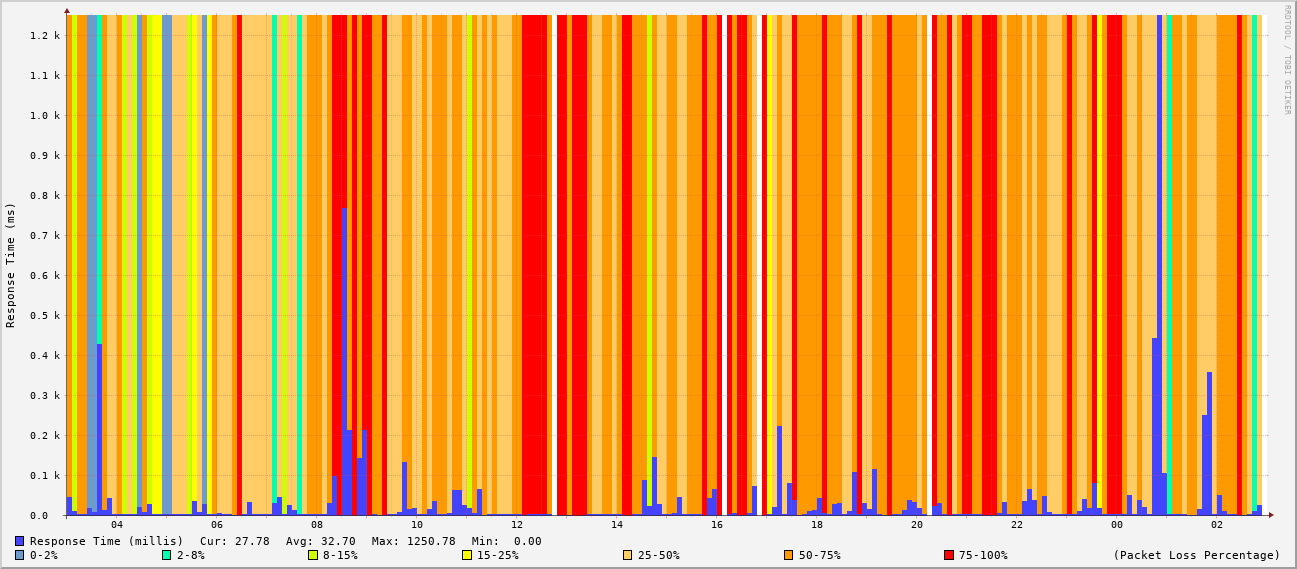 RRDTOOL / TOBI OETIKER
Response Time (ms)
1.2 k
1.1 k
1.0 k
0.9 k
0.8 k
0.7 k
0.6 k
0.5 k
0.4 k
0.3 k
0.2 k
0.1 k
0.0
04 06 08 10 12 14 16 18 20 22 00 02
Response Time (millis) Cur: 27.78 Avg: 32.70 Max: 1250.78 Min: 0.00
0-2% 2-8% 8-15% 15-25% 25-50% 50-75% 75-100% (Packet Loss Percentage)